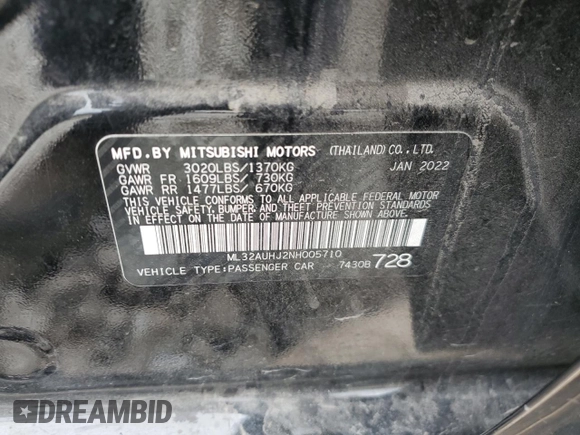 MFD. BY MITSUBISHI MOTORS (THAILAND) CO., LTD.
GVWR 3020LBS/1370KG JAN 2022
GAWR FR 1609LBS/ 730KG
GAWR RR 1477LBS/ 670KG
THIS VEHICLE CONFORMS TO ALL APPLICABLE FEDERAL MOTOR
VEHICLE SAFETY, BUMPER AND THEFT PREVENTION STANDARDS
IN EFFECT ON THE DATE OF MANUFACTURE SHOWN ABOVE.
ML32AUHJ2NH005710
VEHICLE TYPE:PASSENGER CAR 7430B 728
DREAMBID